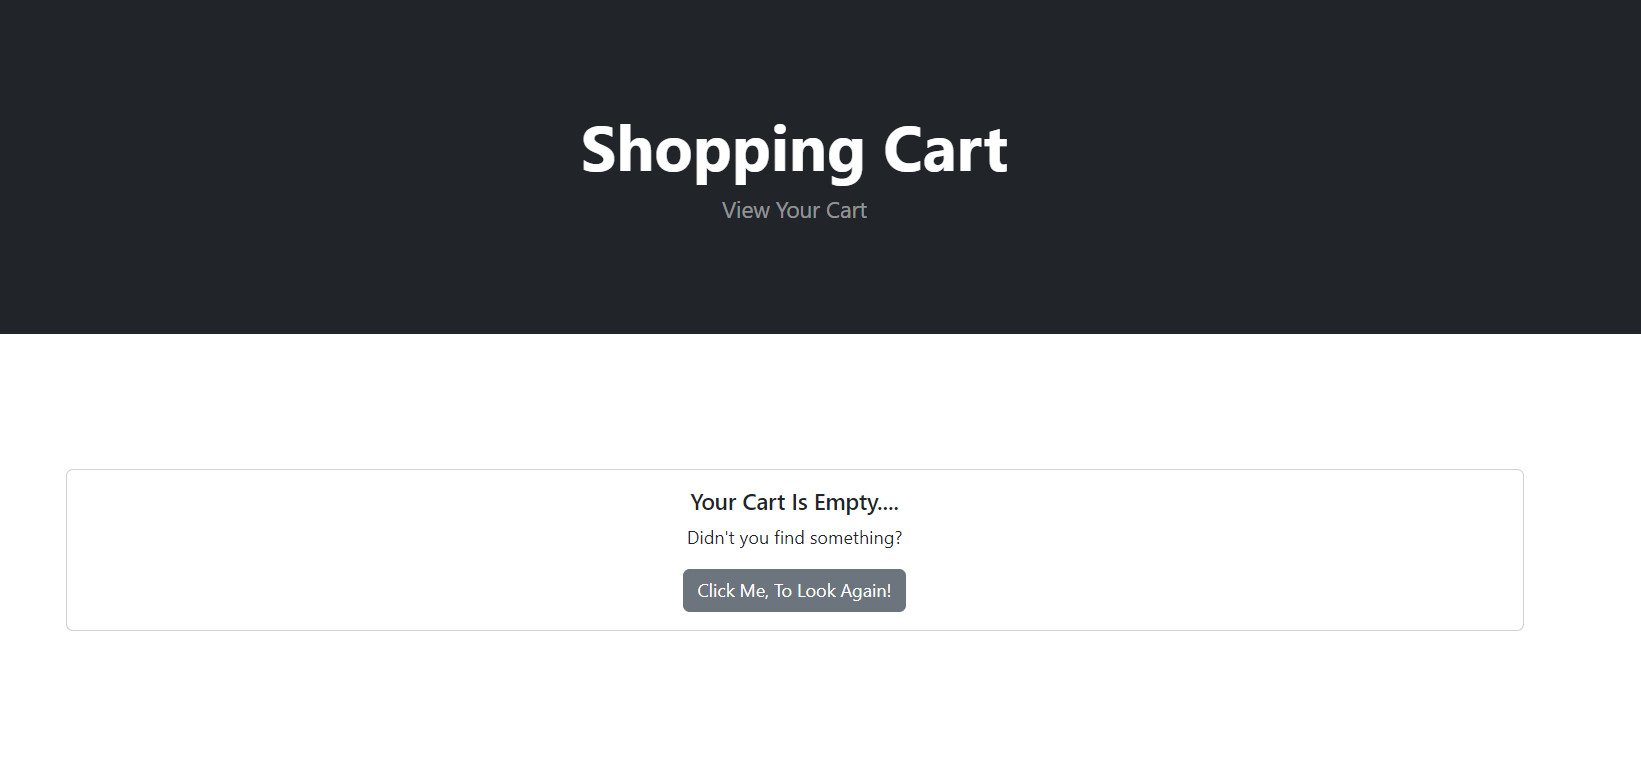 Shopping Cart
View Your Cart
Your Cart Is Empty....
Didn't you find something?
Click Me, To Look Again!